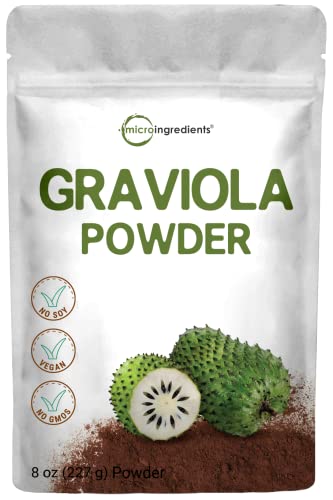 microingredients®
GRAVIOLA
POWDER
NO SOY
VEGAN
NO GMOS
8 oz (227 g) Powder